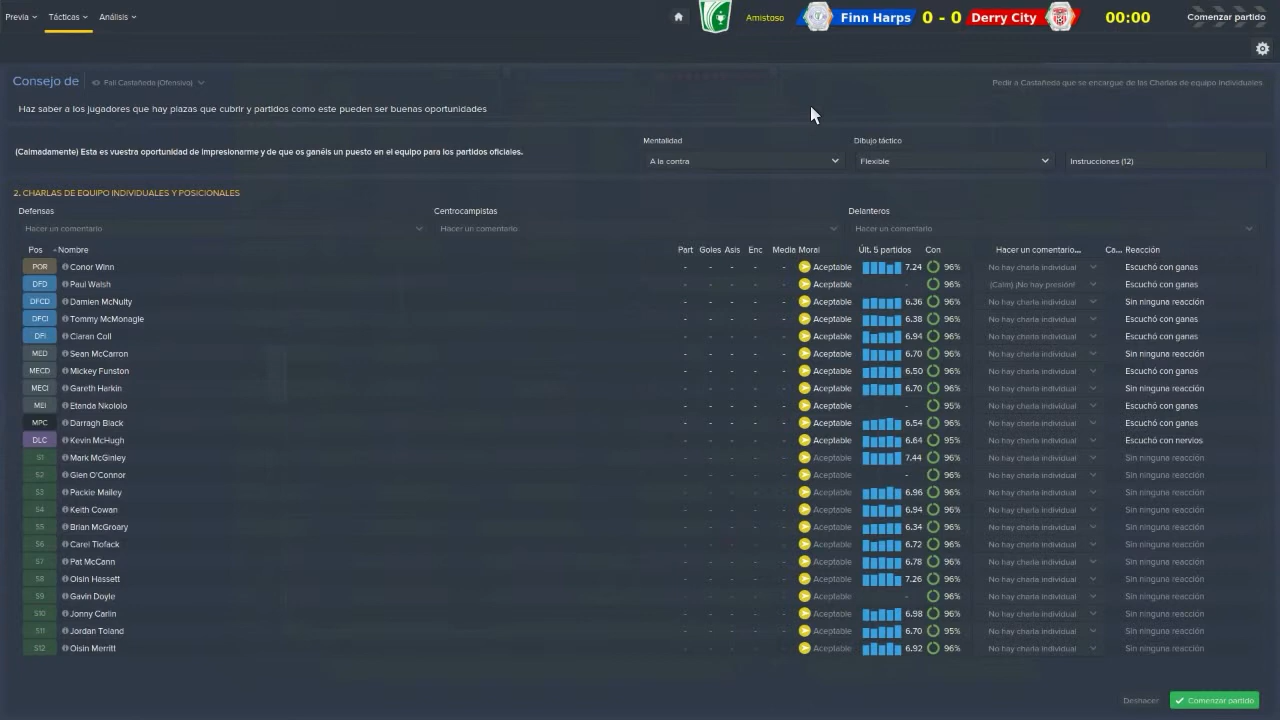 Previa Tácticas Análisis Amistoso Finn Harps 0 - 0 Derry City 00:00 Comenzar partido
Consejo de Fall Castañeda (Ofensivo) Pedir a Castañeda que se encargue de las Charlas de equipo Individuales
Haz saber a los jugadores que hay plazas que cubrir y partidos como este pueden ser buenas oportunidades
Mentalidad Dibujo táctico
(Calmadamente) Esta es vuestra oportunidad de impresionarme y de que os ganéis un puesto en el equipo para los partidos oficiales.
A la contra Flexible Instrucciones (12)
2. CHARLAS DE EQUIPO INDIVIDUALES Y POSICIONALES
Defensas Centrocampistas Delanteros
Hacer un comentario Hacer un comentario Hacer un comentario
Pos Nombre Part Goles Asis Enc Media Moral Últ. 5 partidos Con Hacer un comentario... Ca... Reacción
POR Conor Winn - - - - - Aceptable 7.24 96% No hay charla individual Escuchó con ganas
DFD Paul Walsh - - - - - Aceptable - 96% (Calm) ¡No hay presión! Escuchó con ganas
DFCD Damien McNulty - - - - - Aceptable 6.36 96% No hay charla individual Sin ninguna reacción
DFCI Tommy McMonagle - - - - - Aceptable 6.38 96% No hay charla individual Escuchó con ganas
DFI Ciaran Coll - - - - - Aceptable 6.94 96% No hay charla individual Escuchó con ganas
MED Sean McCarron - - - - - Aceptable 6.70 96% No hay charla individual Sin ninguna reacción
MECD Mickey Funston - - - - - Aceptable 6.50 96% No hay charla individual Escuchó con ganas
MECI Gareth Harkin - - - - - Aceptable 6.70 96% No hay charla individual Sin ninguna reacción
MEI Etanda Nkololo - - - - - Aceptable - 95% No hay charla individual Escuchó con ganas
MPC Darragh Black - - - - - Aceptable 6.54 96% No hay charla individual Escuchó con ganas
DLC Kevin McHugh - - - - - Aceptable 6.64 95% No hay charla individual Escuchó con nervios
S1 Mark McGinley - - - - - Aceptable 7.44 96% No hay charla individual Sin ninguna reacción
S2 Glen O'Connor - - - - - Aceptable - 96% No hay charla individual Sin ninguna reacción
S3 Packie Mailey - - - - - Aceptable 6.96 96% No hay charla individual Sin ninguna reacción
S4 Keith Cowan - - - - - Aceptable 6.94 96% No hay charla individual Sin ninguna reacción
S5 Brian McGroary - - - - - Aceptable 6.34 96% No hay charla individual Sin ninguna reacción
S6 Carel Tiofack - - - - - Aceptable 6.72 96% No hay charla individual Sin ninguna reacción
S7 Pat McCann - - - - - Aceptable 6.78 96% No hay charla individual Sin ninguna reacción
S8 Oisin Hassett - - - - - Aceptable 7.26 96% No hay charla individual Sin ninguna reacción
S9 Gavin Doyle - - - - - Aceptable - 96% No hay charla individual Sin ninguna reacción
S10 Jonny Carlin - - - - - Aceptable 6.98 96% No hay charla individual Sin ninguna reacción
S11 Jordan Toland - - - - - Aceptable 6.70 95% No hay charla individual Sin ninguna reacción
S12 Oisin Merritt - - - - - Aceptable 6.92 96% No hay charla individual Sin ninguna reacción
Deshacer Comenzar partido